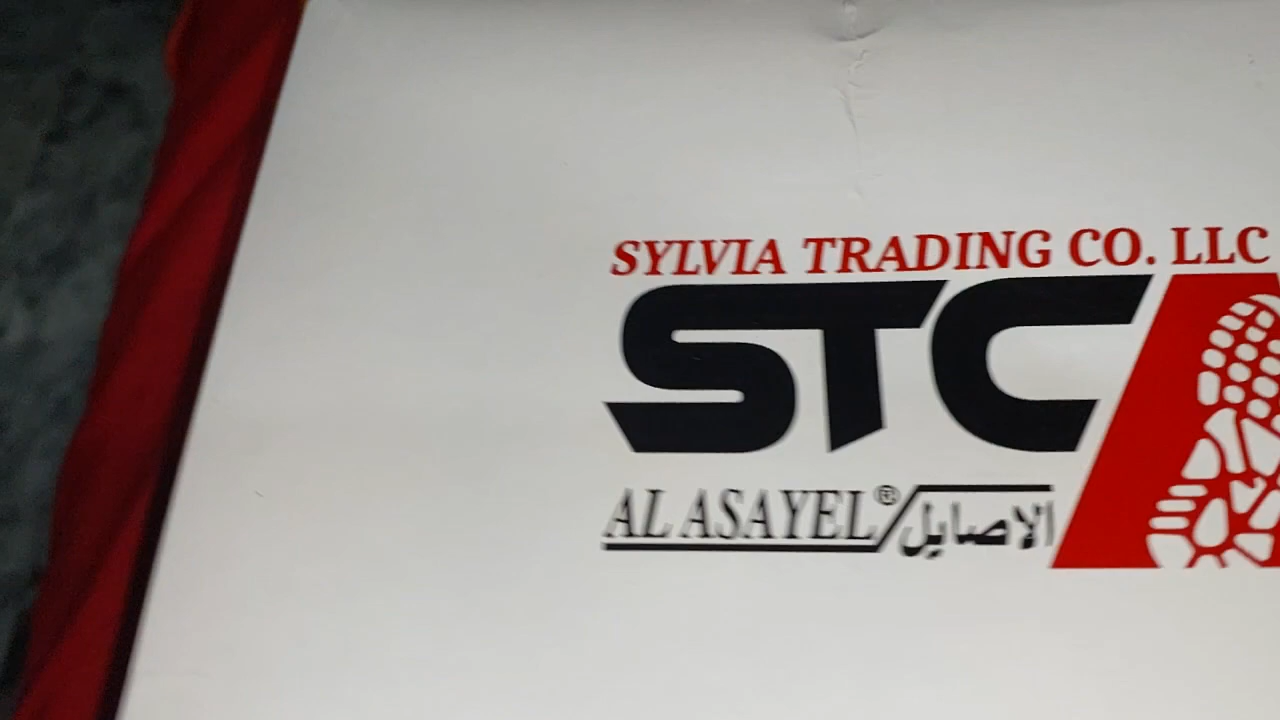 SYLVIA TRADING CO. LLC
STC
AL ASAYEL® الاصايل